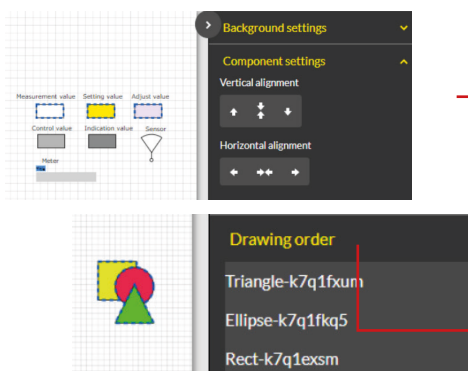 Background settings
Component settings
Vertical alignment
Measurement value Setting value Adjust value
Control value Indication value Sensor
Horizontal alignment
Meter
Drawing order
Triangle-k7q1fxum
Ellipse-k7q1fkq5
Rect-k7q1exsm